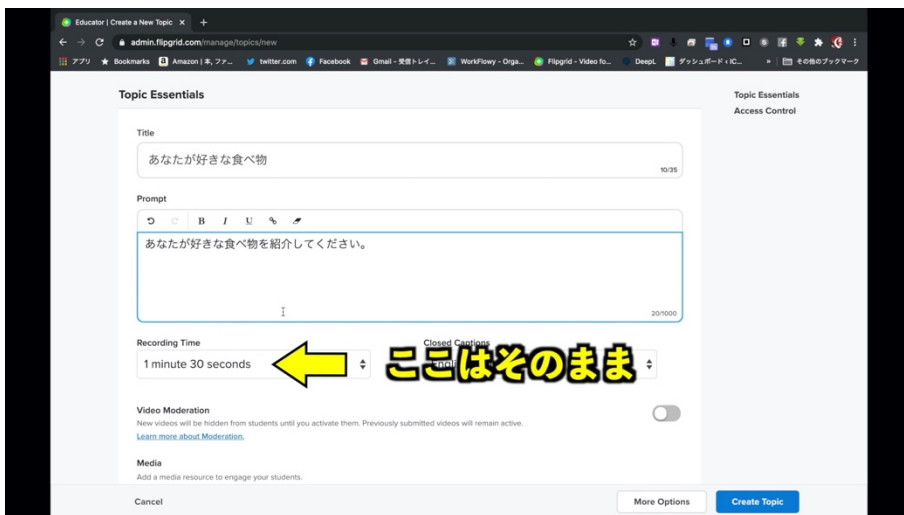 Educator | Create a New Topic
admin.flipgrid.com/manage/topics/new
アプリ Bookmarks Amazon | 本, ファ... twitter.com Facebook Gmail - 受信トレイ... WorkFlowy - Orga... Flipgrid - Video fo... DeepL ダッシュボード ‹ IC... » その他のブックマーク
Topic Essentials
Topic Essentials
Access Control
Title
あなたが好きな食べ物
10/35
Prompt
B I U
あなたが好きな食べ物を紹介してください。
20/1000
Recording Time
Closed Captions
1 minute 30 seconds
ここはそのまま
Video Moderation
New videos will be hidden from students until you activate them. Previously submitted videos will remain active.
Learn more about Moderation.
Media
Add a media resource to engage your students.
Cancel
More Options
Create Topic